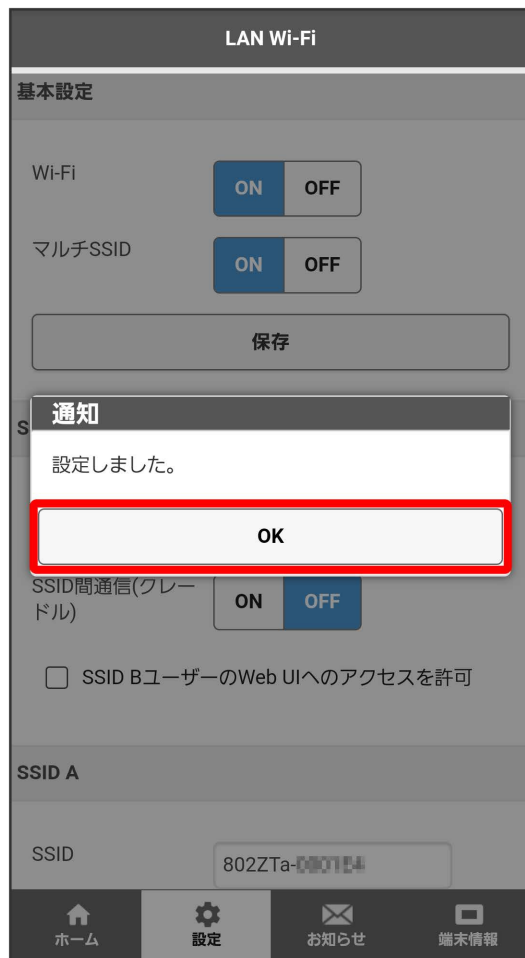 LAN Wi-Fi
基本設定
Wi-Fi
ON OFF
マルチSSID
ON OFF
保存
S
通知
設定しました。
OK
SSID間通信(クレー
ドル)
ON OFF
SSID BユーザーのWeb UIへのアクセスを許可
SSID A
SSID
802ZTa-
ホーム 設定 お知らせ 端末情報